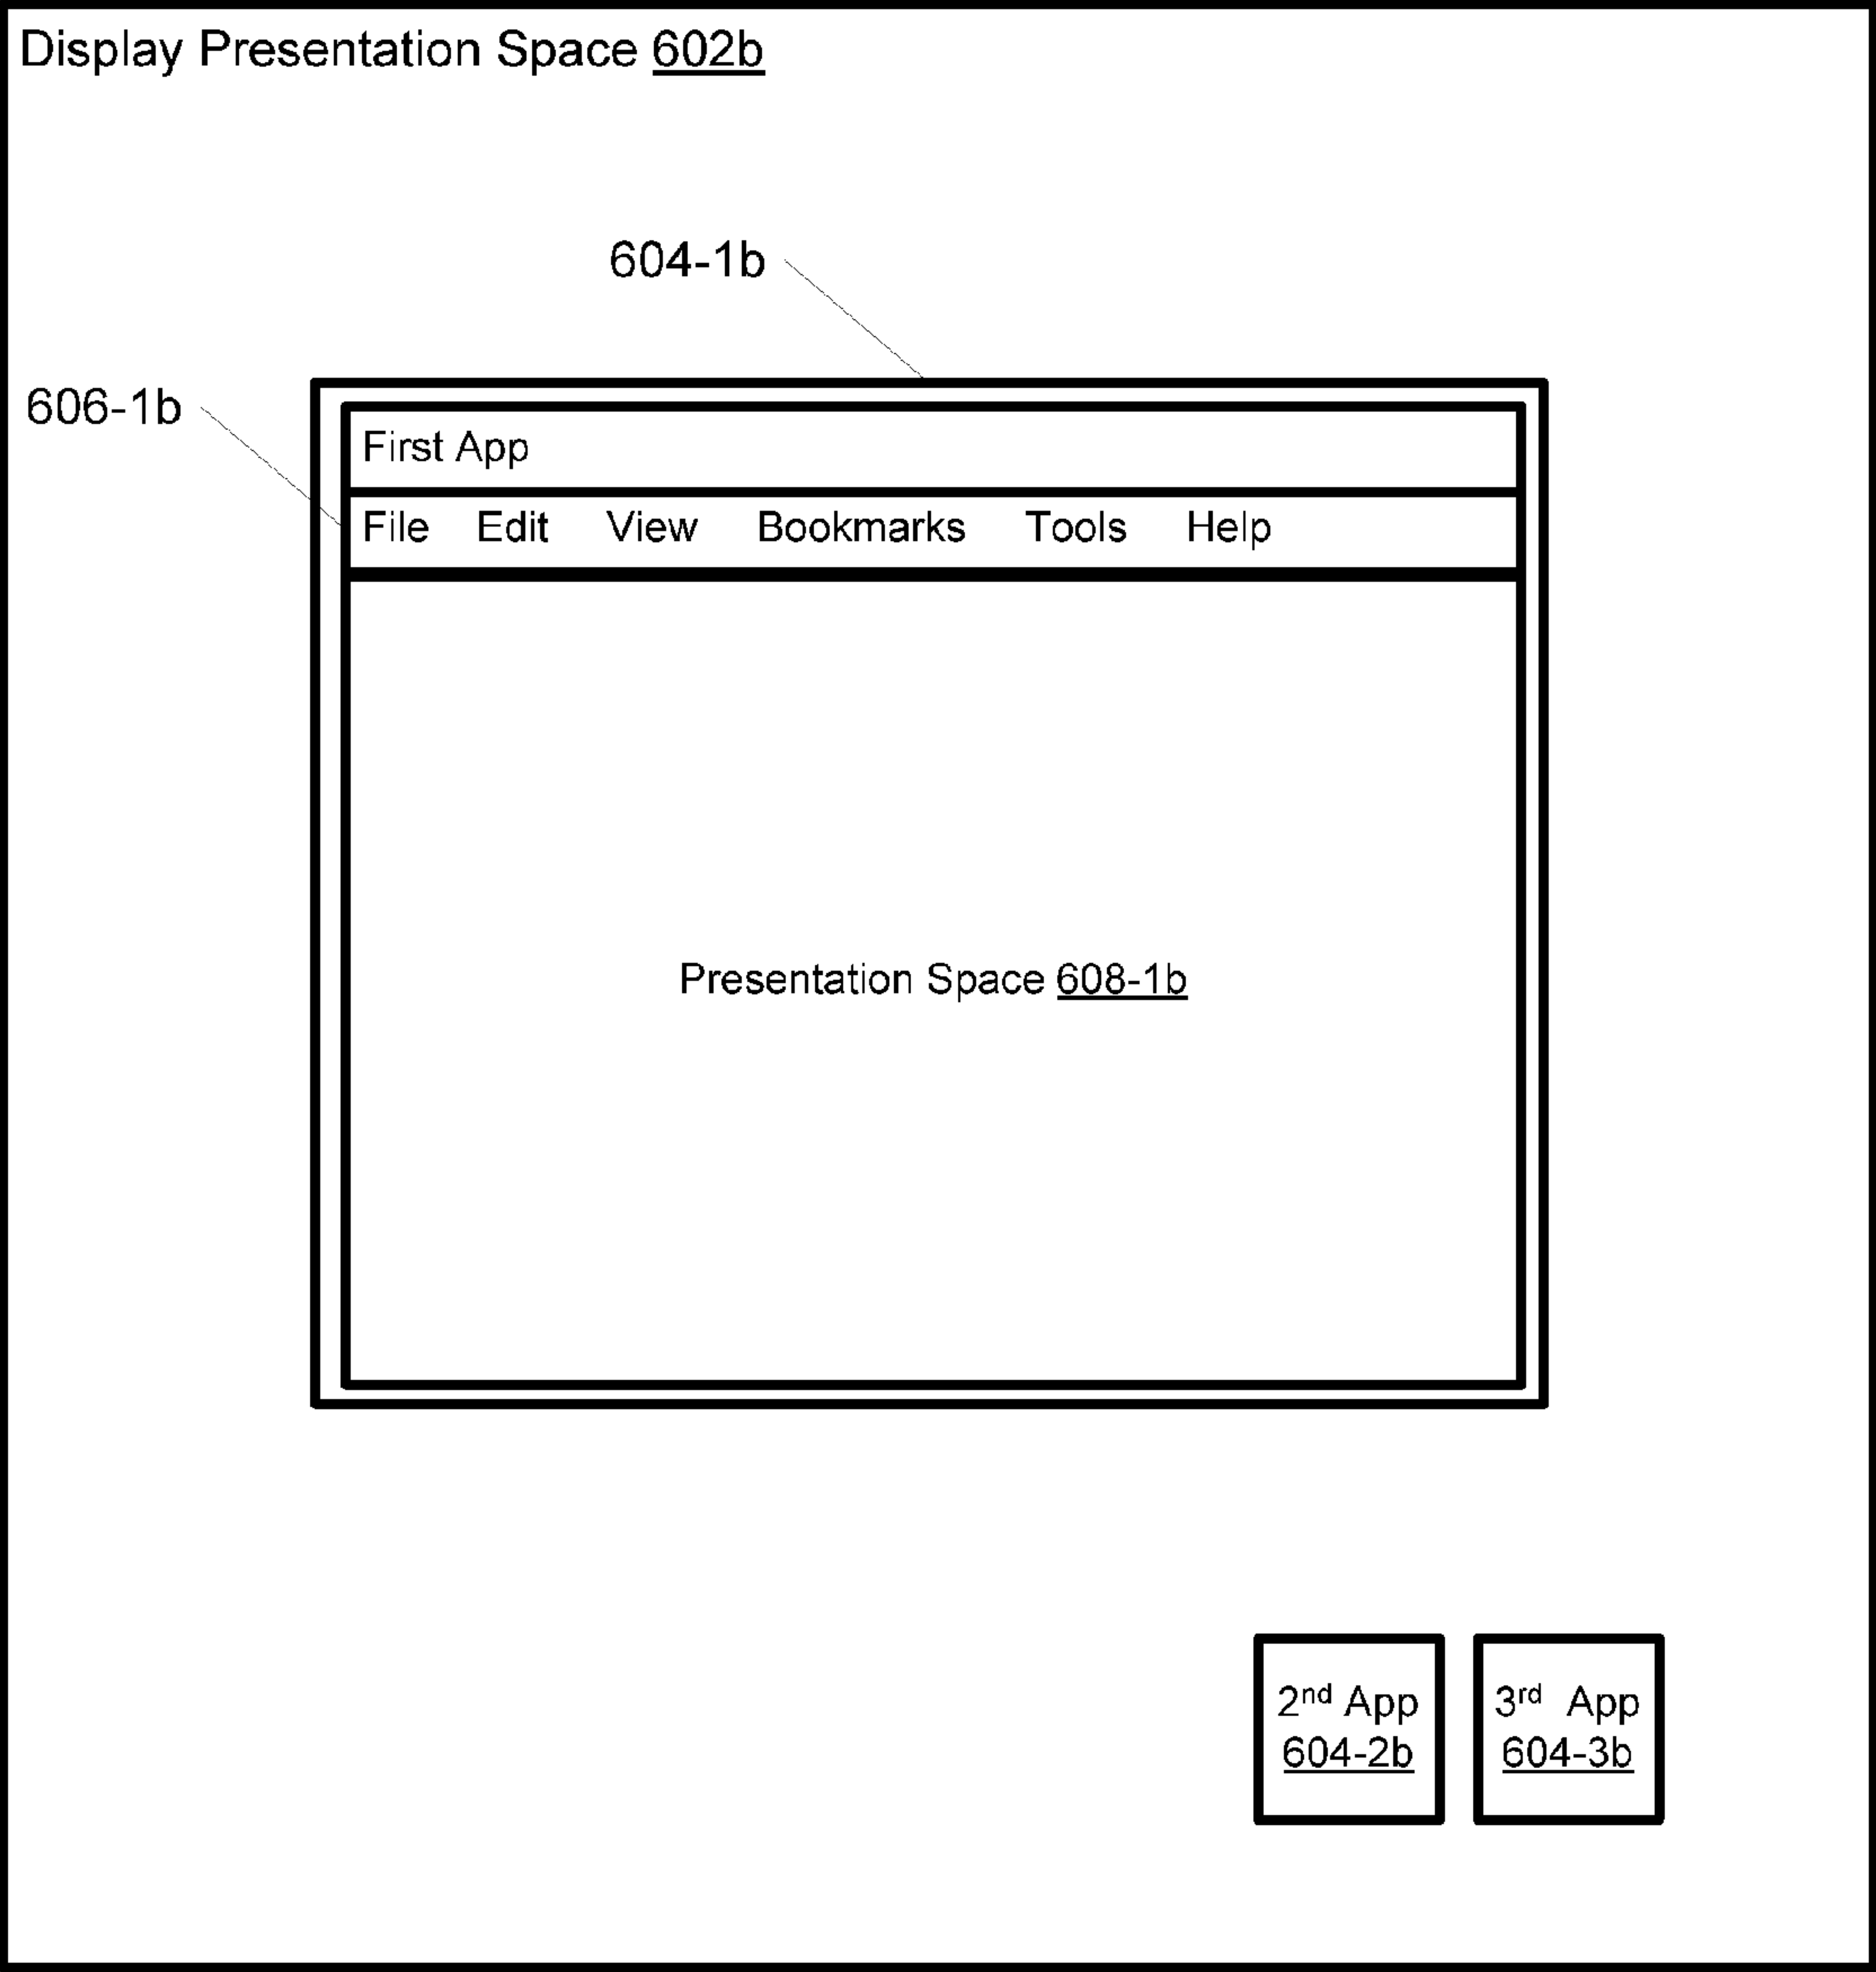 Display Presentation Space 602b
604-1b
606-1b
First App
File Edit View Bookmarks Tools Help
Presentation Space 608-1b
2nd App
604-2b
3rd App
604-3b